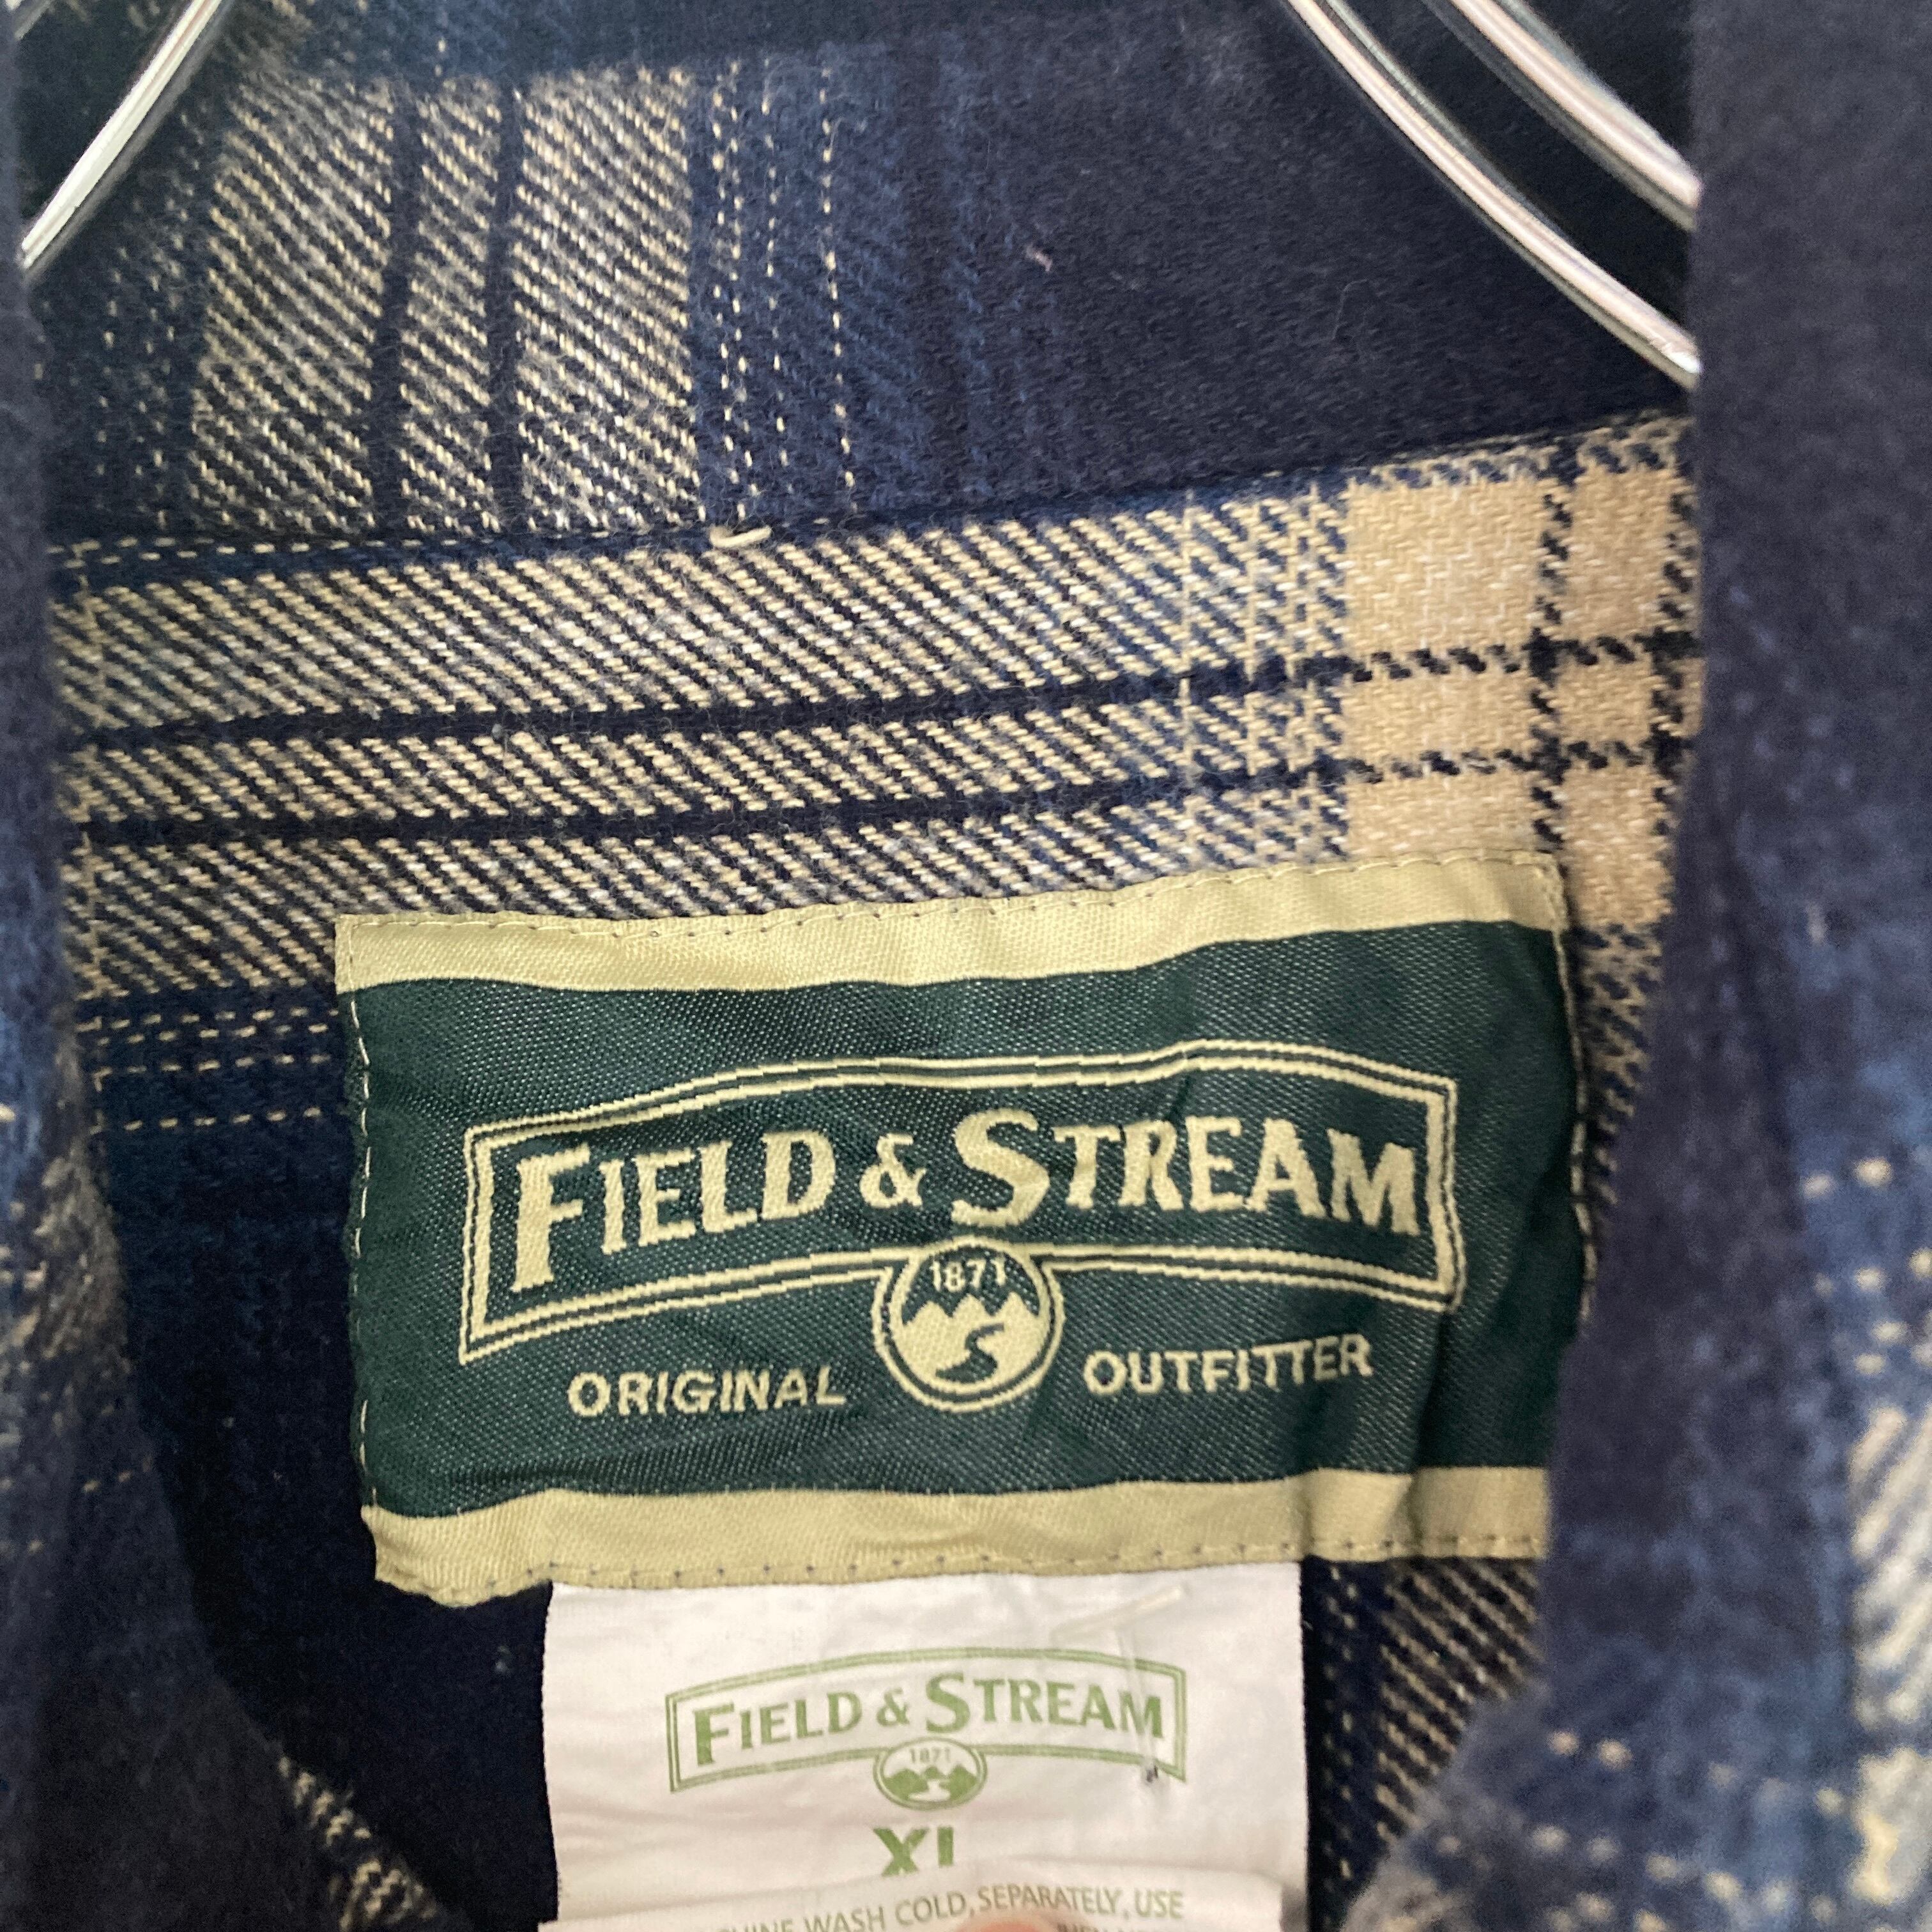 FIELD & STREAM
1871
ORIGINAL OUTFITTER
FIELD & STREAM
1871
XL
WASH COLD, SEPARATELY, USE